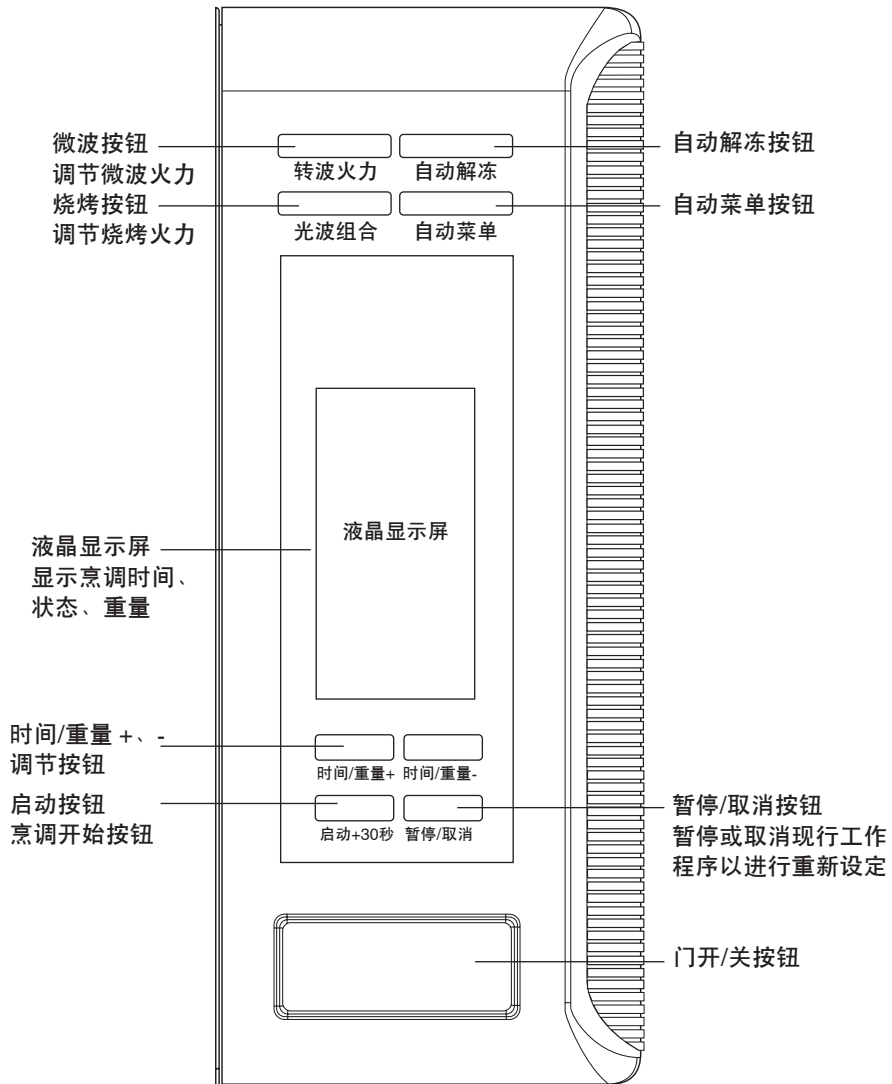 微波按钮
调节微波火力
烧烤按钮
调节烧烤火力
转波火力
自动解冻
光波组合
自动菜单
自动解冻按钮
自动菜单按钮
液晶显示屏
液晶显示屏
显示烹调时间、
状态、重量
时间/重量 +、-
调节按钮
启动按钮
烹调开始按钮
时间/重量+
时间/重量-
启动+30秒
暂停/取消
暂停/取消按钮
暂停或取消现行工作
程序以进行重新设定
门开/关按钮